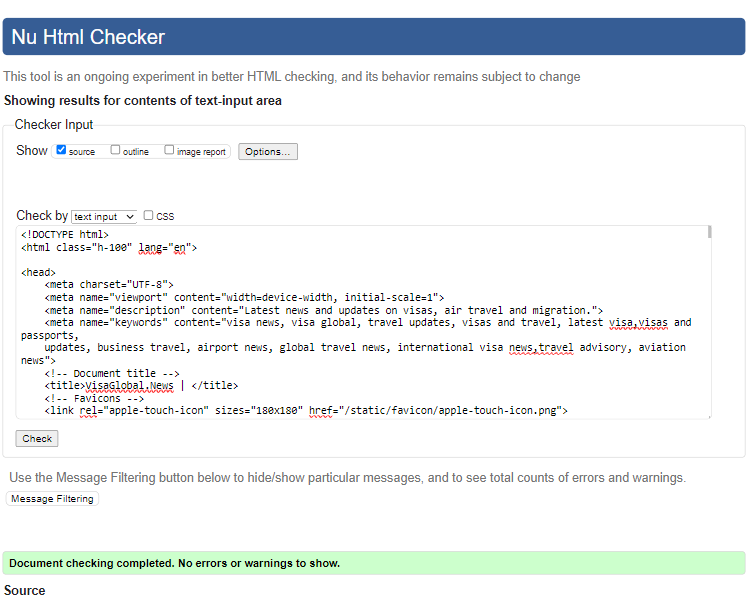 Nu Html Checker
This tool is an ongoing experiment in better HTML checking, and its behavior remains subject to change
Showing results for contents of text-input area
Checker Input
Show source outline image report Options...
Check by text input CSS
<!DOCTYPE html>
<html class="h-100" lang="en">
<head>
<meta charset="UTF-8">
<meta name="viewport" content="width=device-width, initial-scale=1">
<meta name="description" content="Latest news and updates on visas, air travel and migration.">
<meta name="keywords" content="visa news, visa global, travel updates, visas and travel, latest visa,visas and
passports,
updates, business travel, airport news, global travel news, international visa news,travel advisory, aviation
news">
<!-- Document title -->
<title>VisaGlobal.News | </title>
<!-- Favicons -->
<link rel="apple-touch-icon" sizes="180x180" href="/static/favicon/apple-touch-icon.png">
Check
Use the Message Filtering button below to hide/show particular messages, and to see total counts of errors and warnings.
Message Filtering
Document checking completed. No errors or warnings to show.
Source